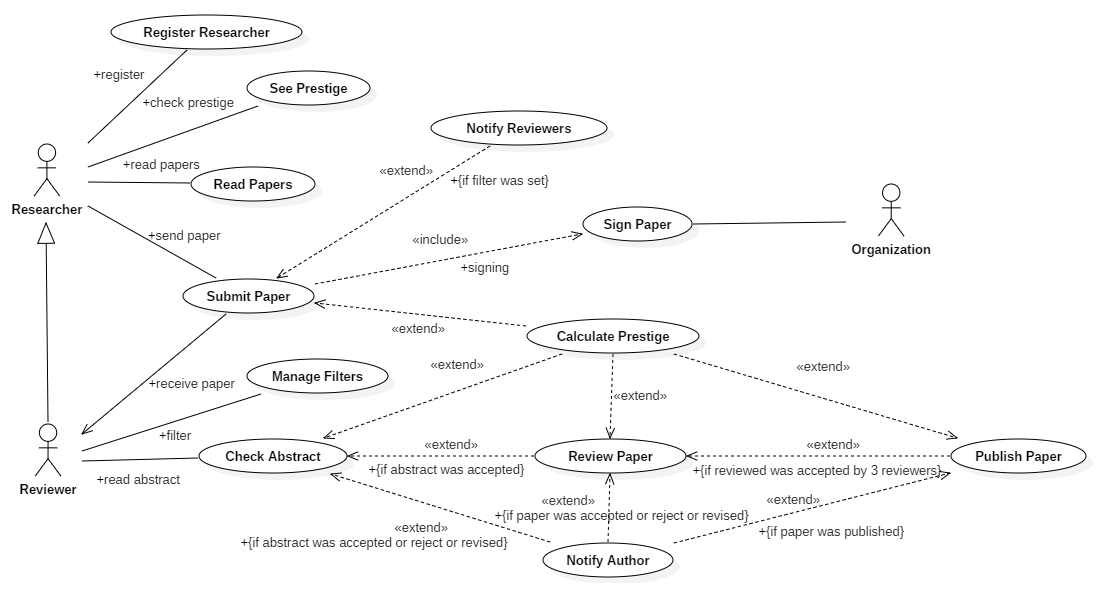 Register Researcher
+register
See Prestige
+check prestige
Notify Reviewers
+read papers
«extend»
+{if filter was set}
Read Papers
Researcher
Sign Paper
Organization
+send paper
«include»
+signing
Submit Paper
«extend»
Calculate Prestige
«extend»
«extend»
Manage Filters
+receive paper
«extend»
+filter
«extend»
«extend»
Check Abstract
Review Paper
Publish Paper
+{if abstract was accepted}
+{if reviewed was accepted by 3 reviewers}
+read abstract
Reviewer
«extend»
«extend»
+{if paper was accepted or reject or revised}
«extend»
+{if paper was published}
+{if abstract was accepted or reject or revised}
Notify Author